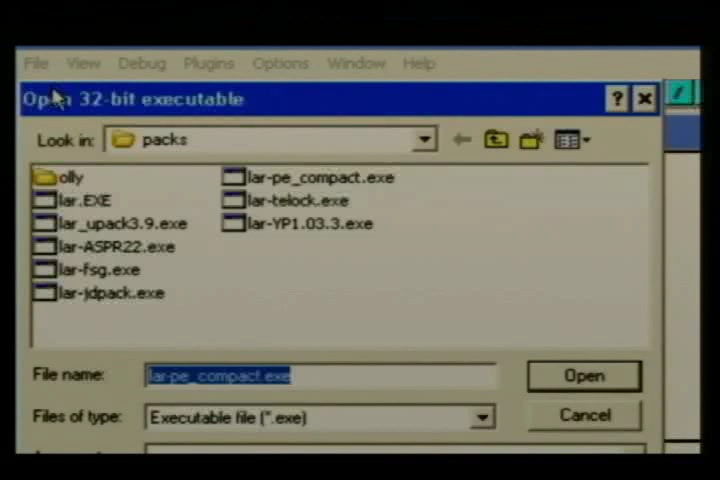 File View Debug Plugins Options Window Help
Open 32-bit executable
Look in: packs
olly lar-pe_compact.exe
lar.EXE lar-telock.exe
lar_upack3.9.exe lar-YP1.03.3.exe
lar-ASPR22.exe
lar-fsg.exe
lar-jdpack.exe
File name: lar-pe_compact.exe Open
Files of type: Executable file (*.exe) Cancel